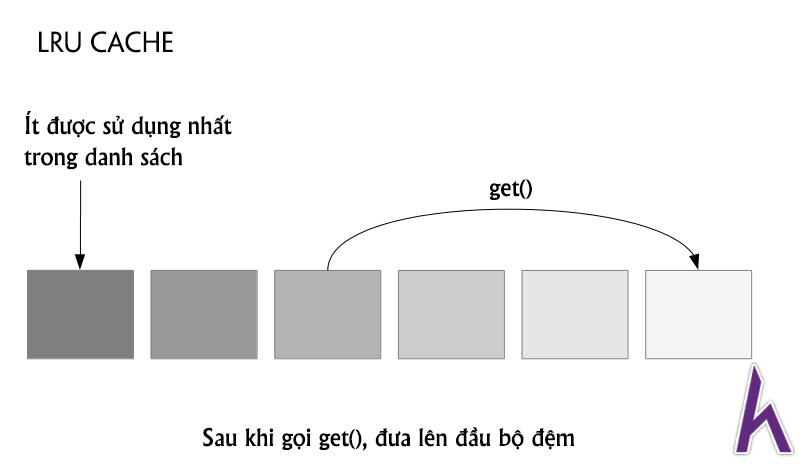 LRU CACHE
Ít được sử dụng nhất
trong danh sách
get()
Sau khi gọi get(), đưa lên đầu bộ đệm